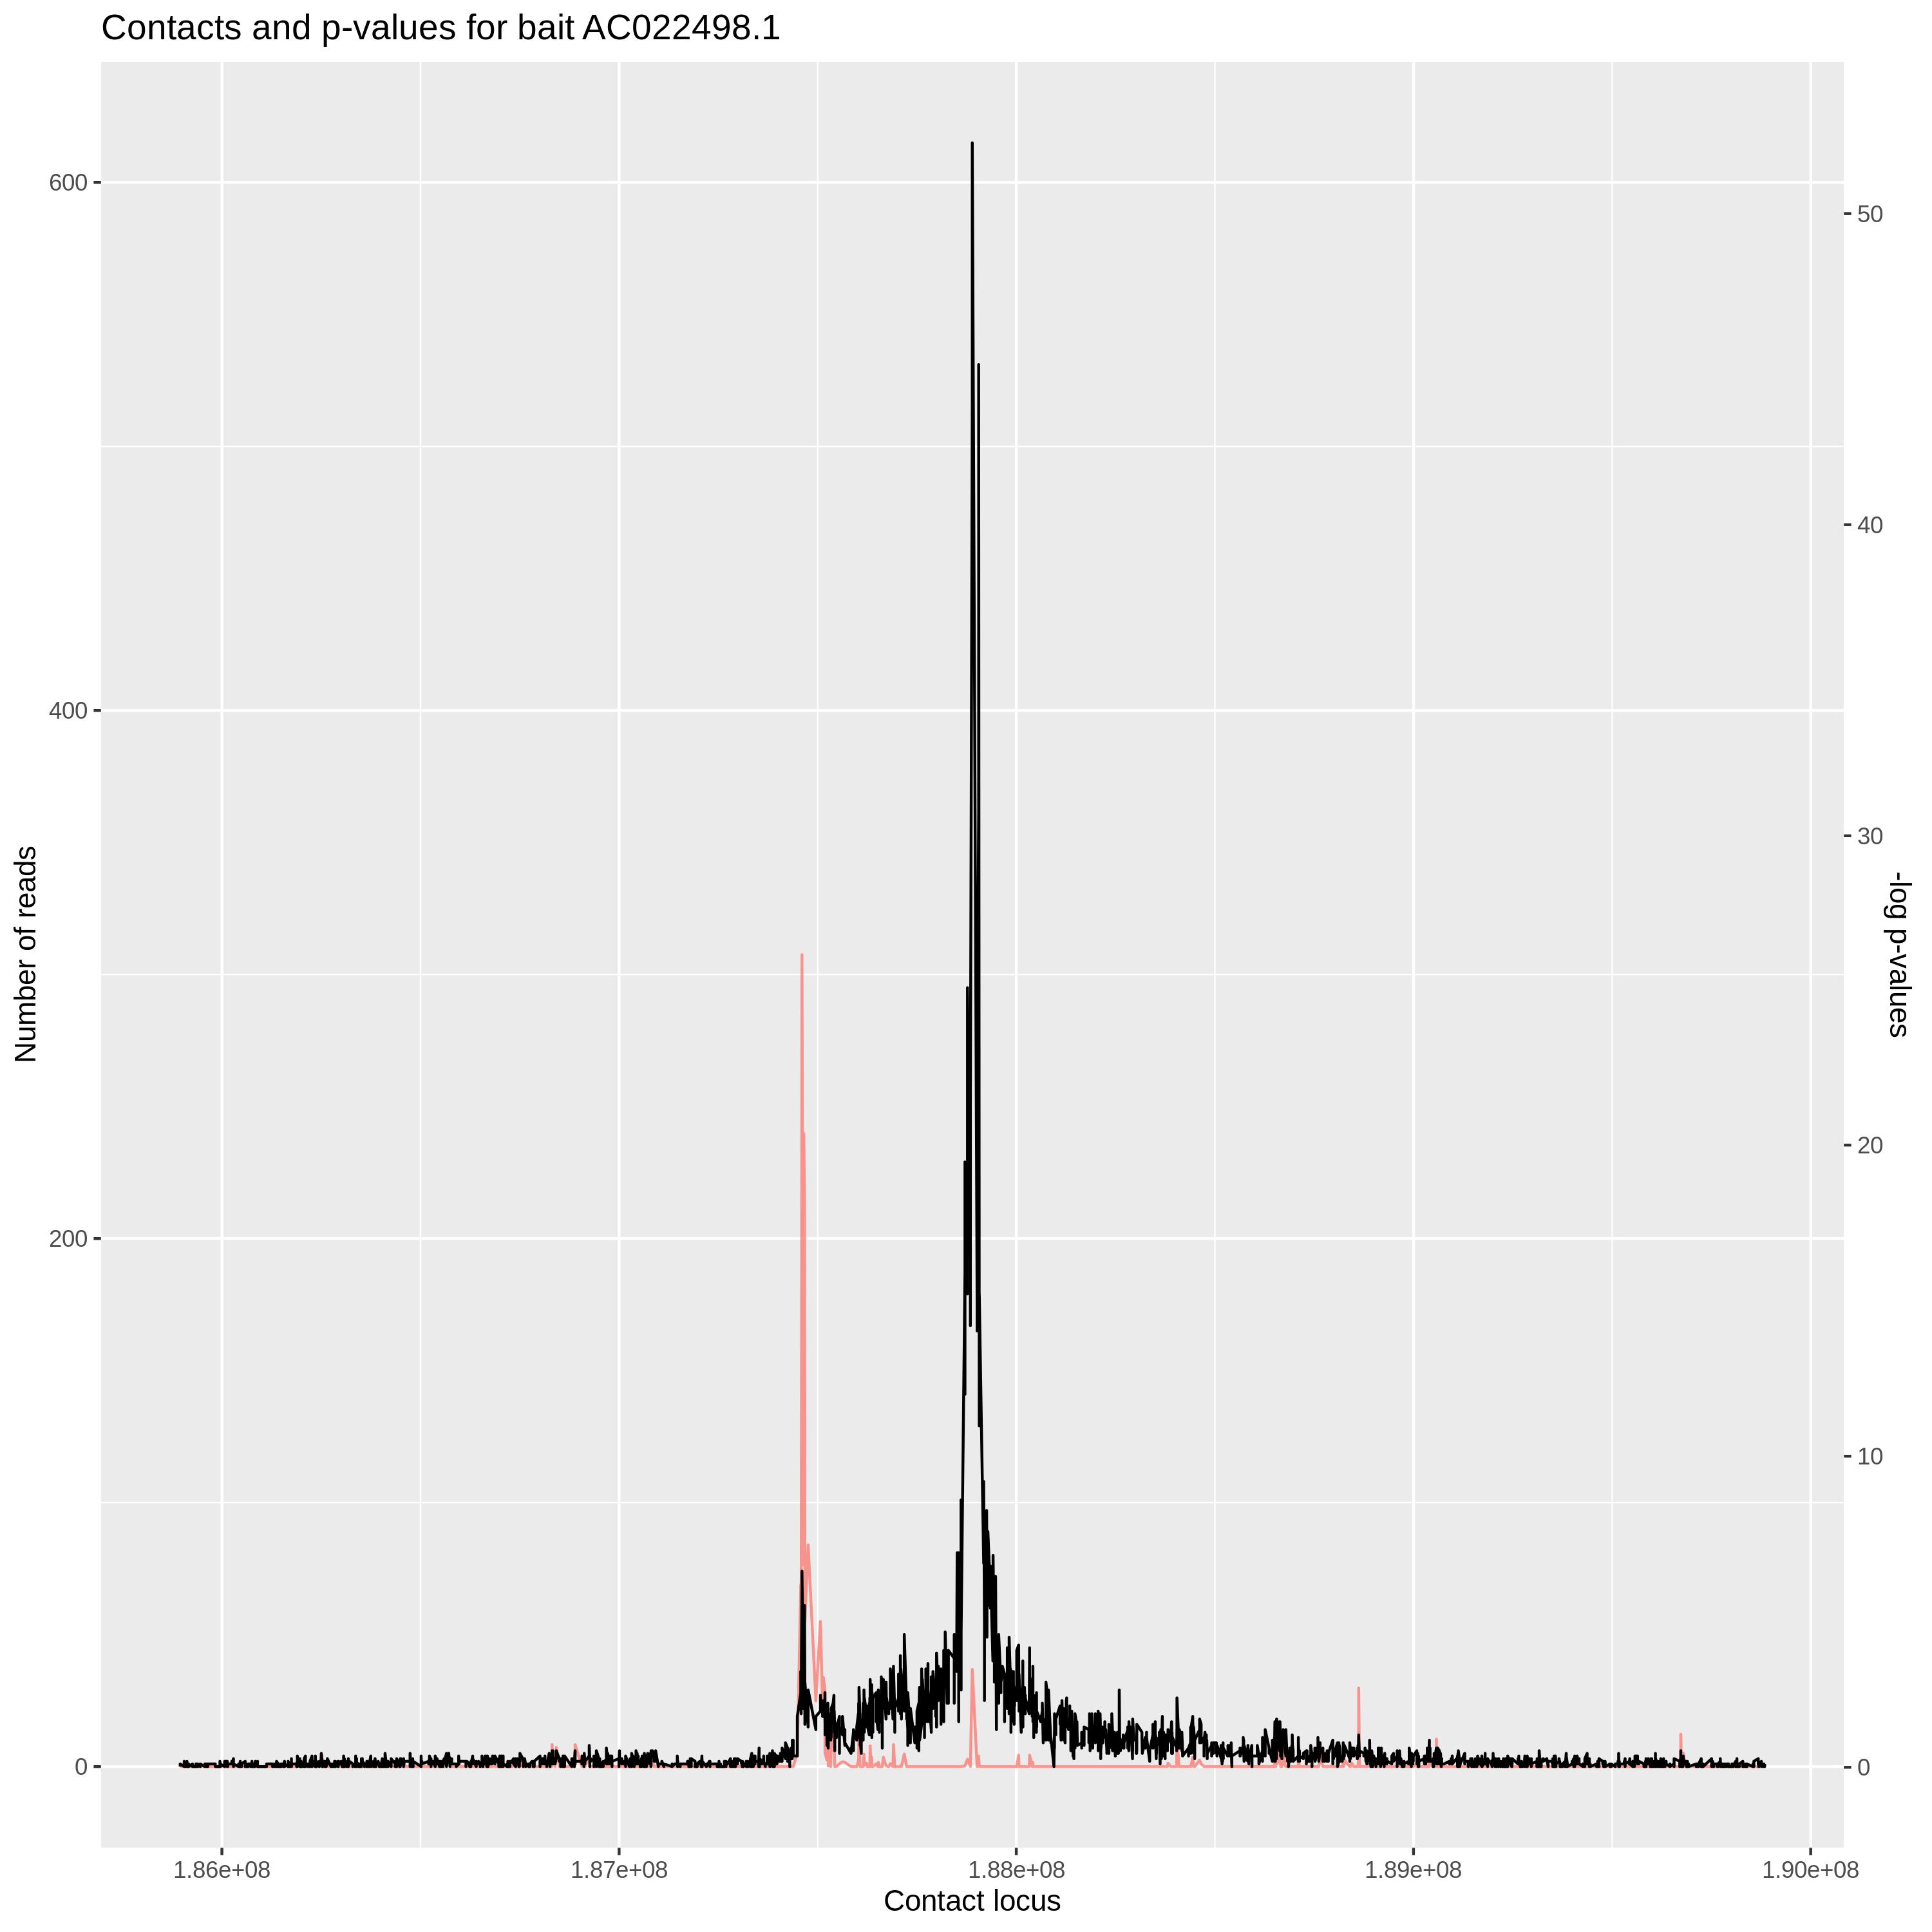 Contacts and p-values for bait AC022498.1
600
400
200
0
Number of reads
50
40
30
20
10
0
-log p-values
1.86e+08
1.87e+08
1.88e+08
1.89e+08
1.90e+08
Contact locus